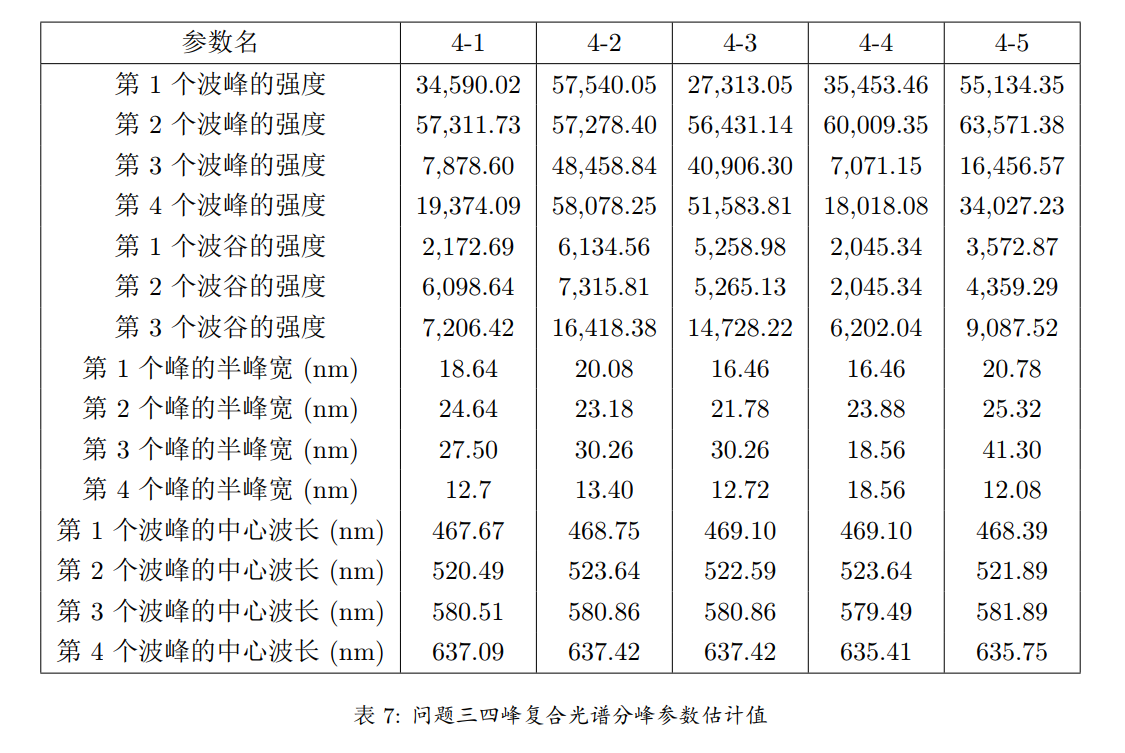 参数名 4-1 4-2 4-3 4-4 4-5
第 1 个波峰的强度 34,590.02 57,540.05 27,313.05 35,453.46 55,134.35
第 2 个波峰的强度 57,311.73 57,278.40 56,431.14 60,009.35 63,571.38
第 3 个波峰的强度 7,878.60 48,458.84 40,906.30 7,071.15 16,456.57
第 4 个波峰的强度 19,374.09 58,078.25 51,583.81 18,018.08 34,027.23
第 1 个波谷的强度 2,172.69 6,134.56 5,258.98 2,045.34 3,572.87
第 2 个波谷的强度 6,098.64 7,315.81 5,265.13 2,045.34 4,359.29
第 3 个波谷的强度 7,206.42 16,418.38 14,728.22 6,202.04 9,087.52
第 1 个峰的半峰宽 (nm) 18.64 20.08 16.46 16.46 20.78
第 2 个峰的半峰宽 (nm) 24.64 23.18 21.78 23.88 25.32
第 3 个峰的半峰宽 (nm) 27.50 30.26 30.26 18.56 41.30
第 4 个峰的半峰宽 (nm) 12.7 13.40 12.72 18.56 12.08
第 1 个波峰的中心波长 (nm) 467.67 468.75 469.10 469.10 468.39
第 2 个波峰的中心波长 (nm) 520.49 523.64 522.59 523.64 521.89
第 3 个波峰的中心波长 (nm) 580.51 580.86 580.86 579.49 581.89
第 4 个波峰的中心波长 (nm) 637.09 637.42 637.42 635.41 635.75
表 7: 问题三四峰复合光谱分峰参数估计值